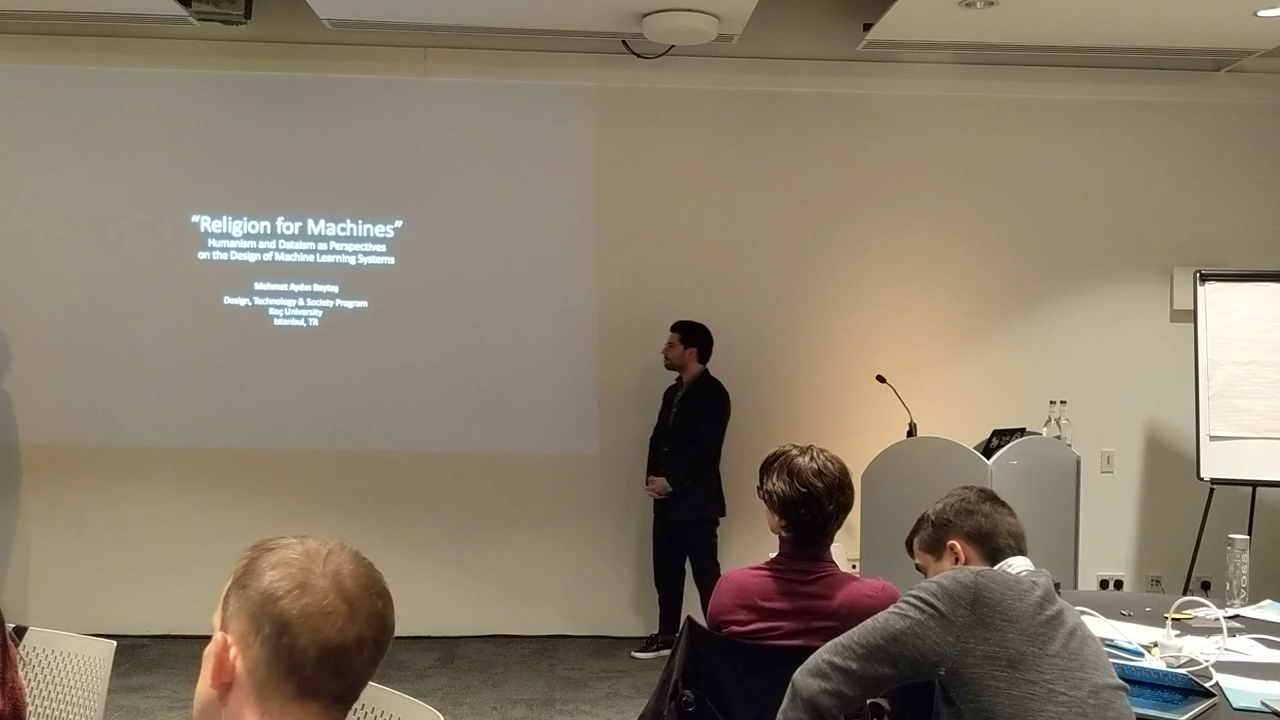 “Religion for Machines”
Humanism and Dataism as Perspectives
on the Design of Machine Learning Systems
Mehmet Aydın Baytaş
Design, Technology & Society Program
Koç University
Istanbul, TR
VOSS